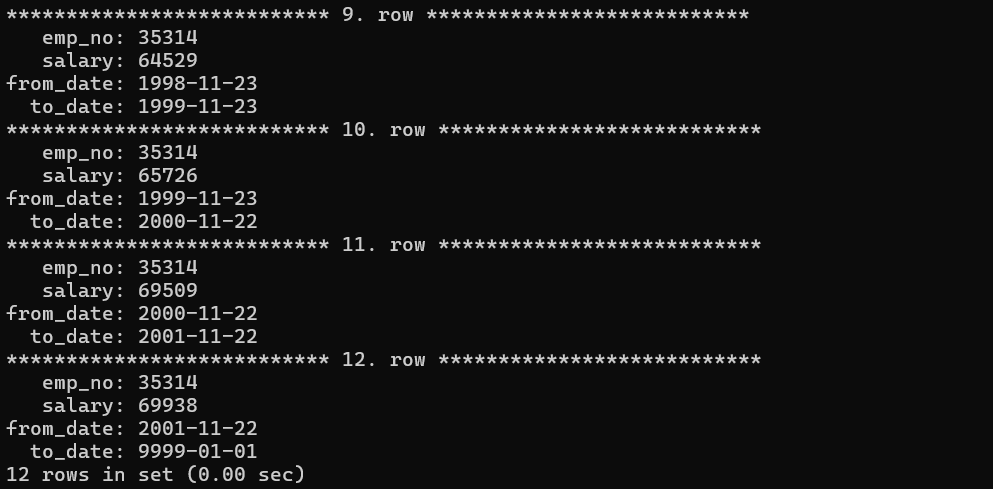 *************************** 9. row ***************************
   emp_no: 35314
   salary: 64529
from_date: 1998-11-23
  to_date: 1999-11-23
*************************** 10. row ***************************
   emp_no: 35314
   salary: 65726
from_date: 1999-11-23
  to_date: 2000-11-22
*************************** 11. row ***************************
   emp_no: 35314
   salary: 69509
from_date: 2000-11-22
  to_date: 2001-11-22
*************************** 12. row ***************************
   emp_no: 35314
   salary: 69938
from_date: 2001-11-22
  to_date: 9999-01-01
12 rows in set (0.00 sec)